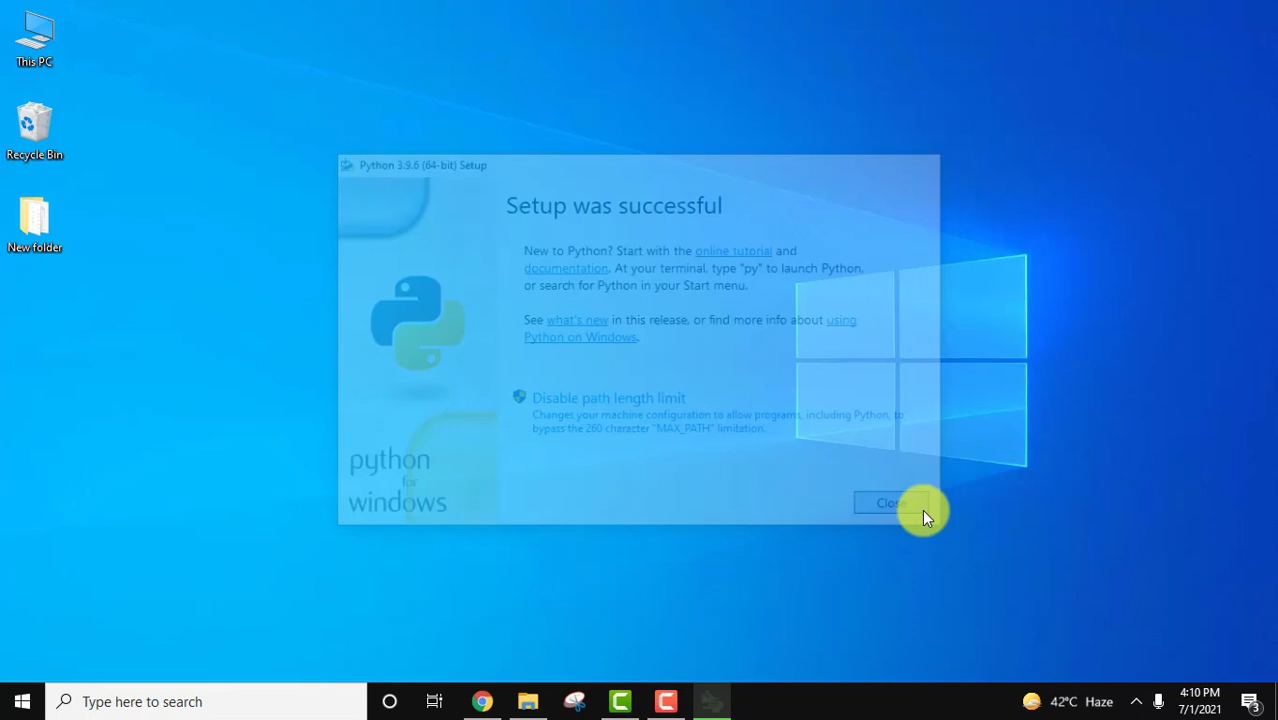 This PC
Recycle Bin
New folder
Python 3.9.6 (64-bit) Setup
Setup was successful
New to Python? Start with the online tutorial and
documentation. At your terminal, type "py" to launch Python,
or search for Python in your Start menu.
See what's new in this release, or find more info about using
Python on Windows.
Disable path length limit
Changes your machine configuration to allow programs, including Python, to
bypass the 260 character "MAX_PATH" limitation.
python
for
windows
Close
Type here to search
42°C Haze
4:10 PM
7/1/2021
3